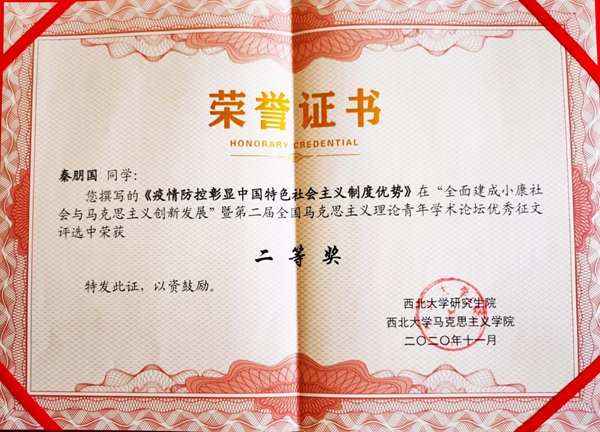 荣誉证书
HONORARY CREDENTIAL
秦朋国 同学：
您撰写的《疫情防控彰显中国特色社会主义制度优势》在“全面建成小康社
会与马克思主义创新发展”暨第二届全国马克思主义理论青年学术论坛优秀征文
评选中荣获
二等奖
特发此证，以资鼓励。
西北大学研究生院
西北大学马克思主义学院
二〇二〇年十一月